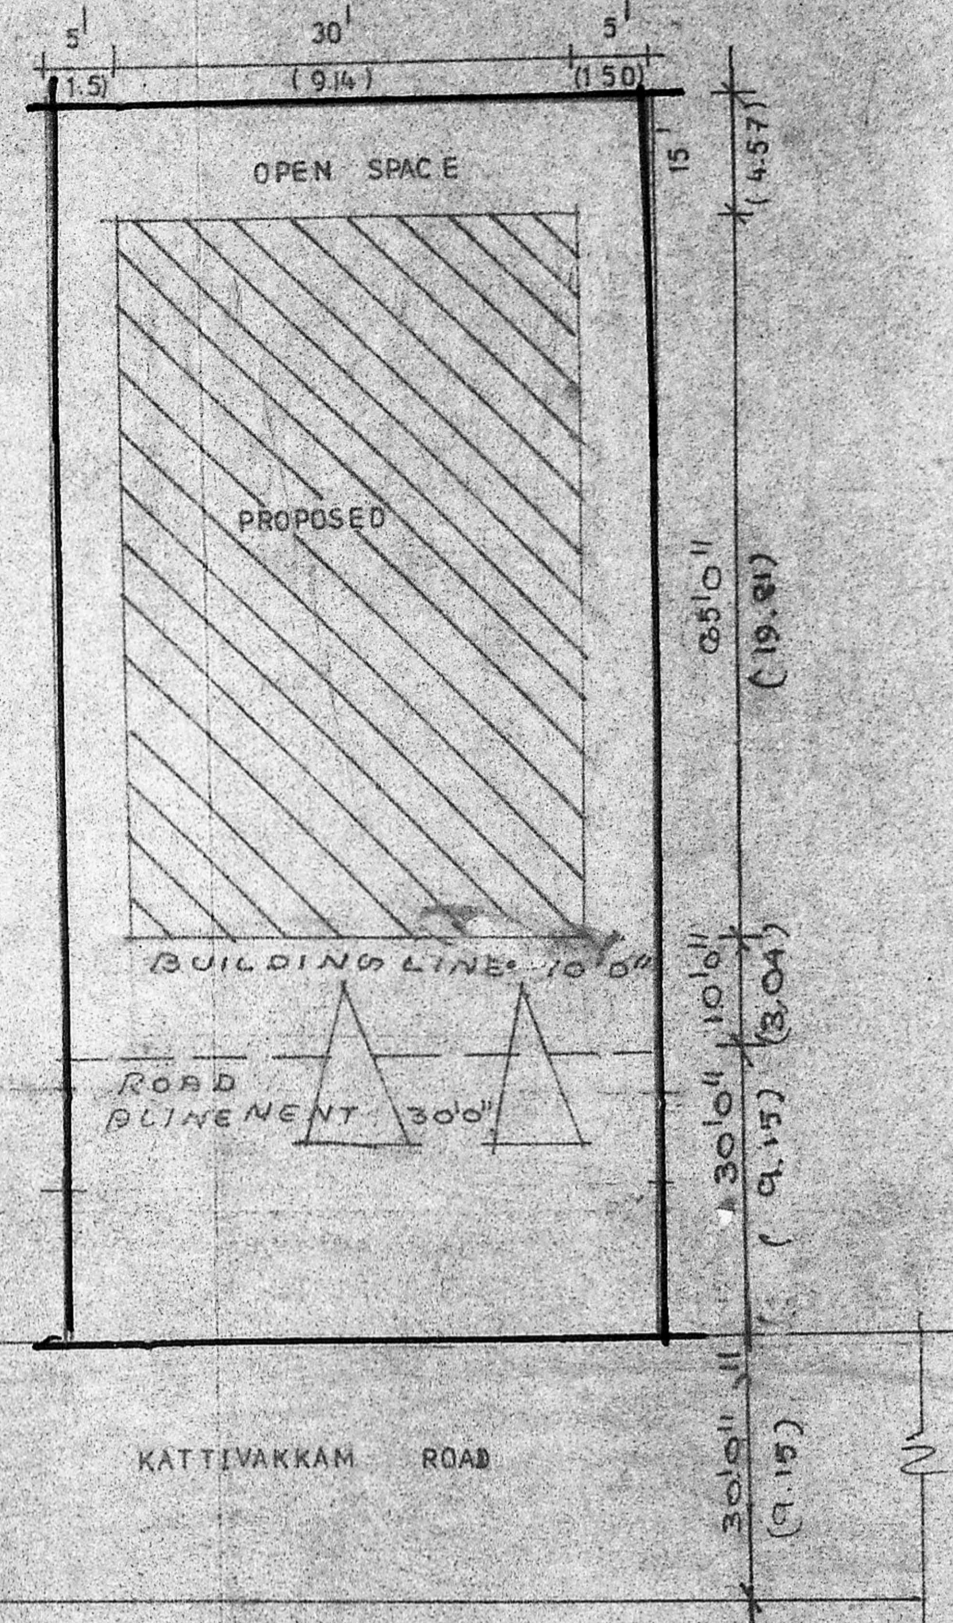 5' 30' 5'
(1.5) (9.14) (1.50)
OPEN SPACE
15'
(4.57)
PROPOSED
65'0"
(19.81)
BUILDING LINE. 10'0"
10'0"
(3.04)
ROAD
ALINEMENT 30'0"
30'0"
(9.15)
KATTIVAKKAM ROAD
30'0"
(9.15)